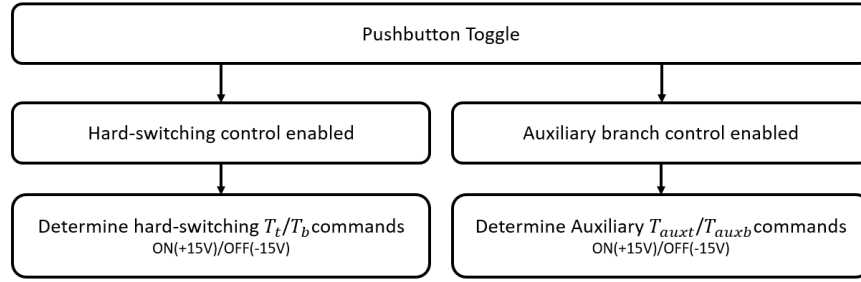 Pushbutton Toggle
Hard-switching control enabled
Auxiliary branch control enabled
Determine hard-switching T_t/T_b commands
ON(+15V)/OFF(-15V)
Determine Auxiliary T_auxt/T_auxb commands
ON(+15V)/OFF(-15V)